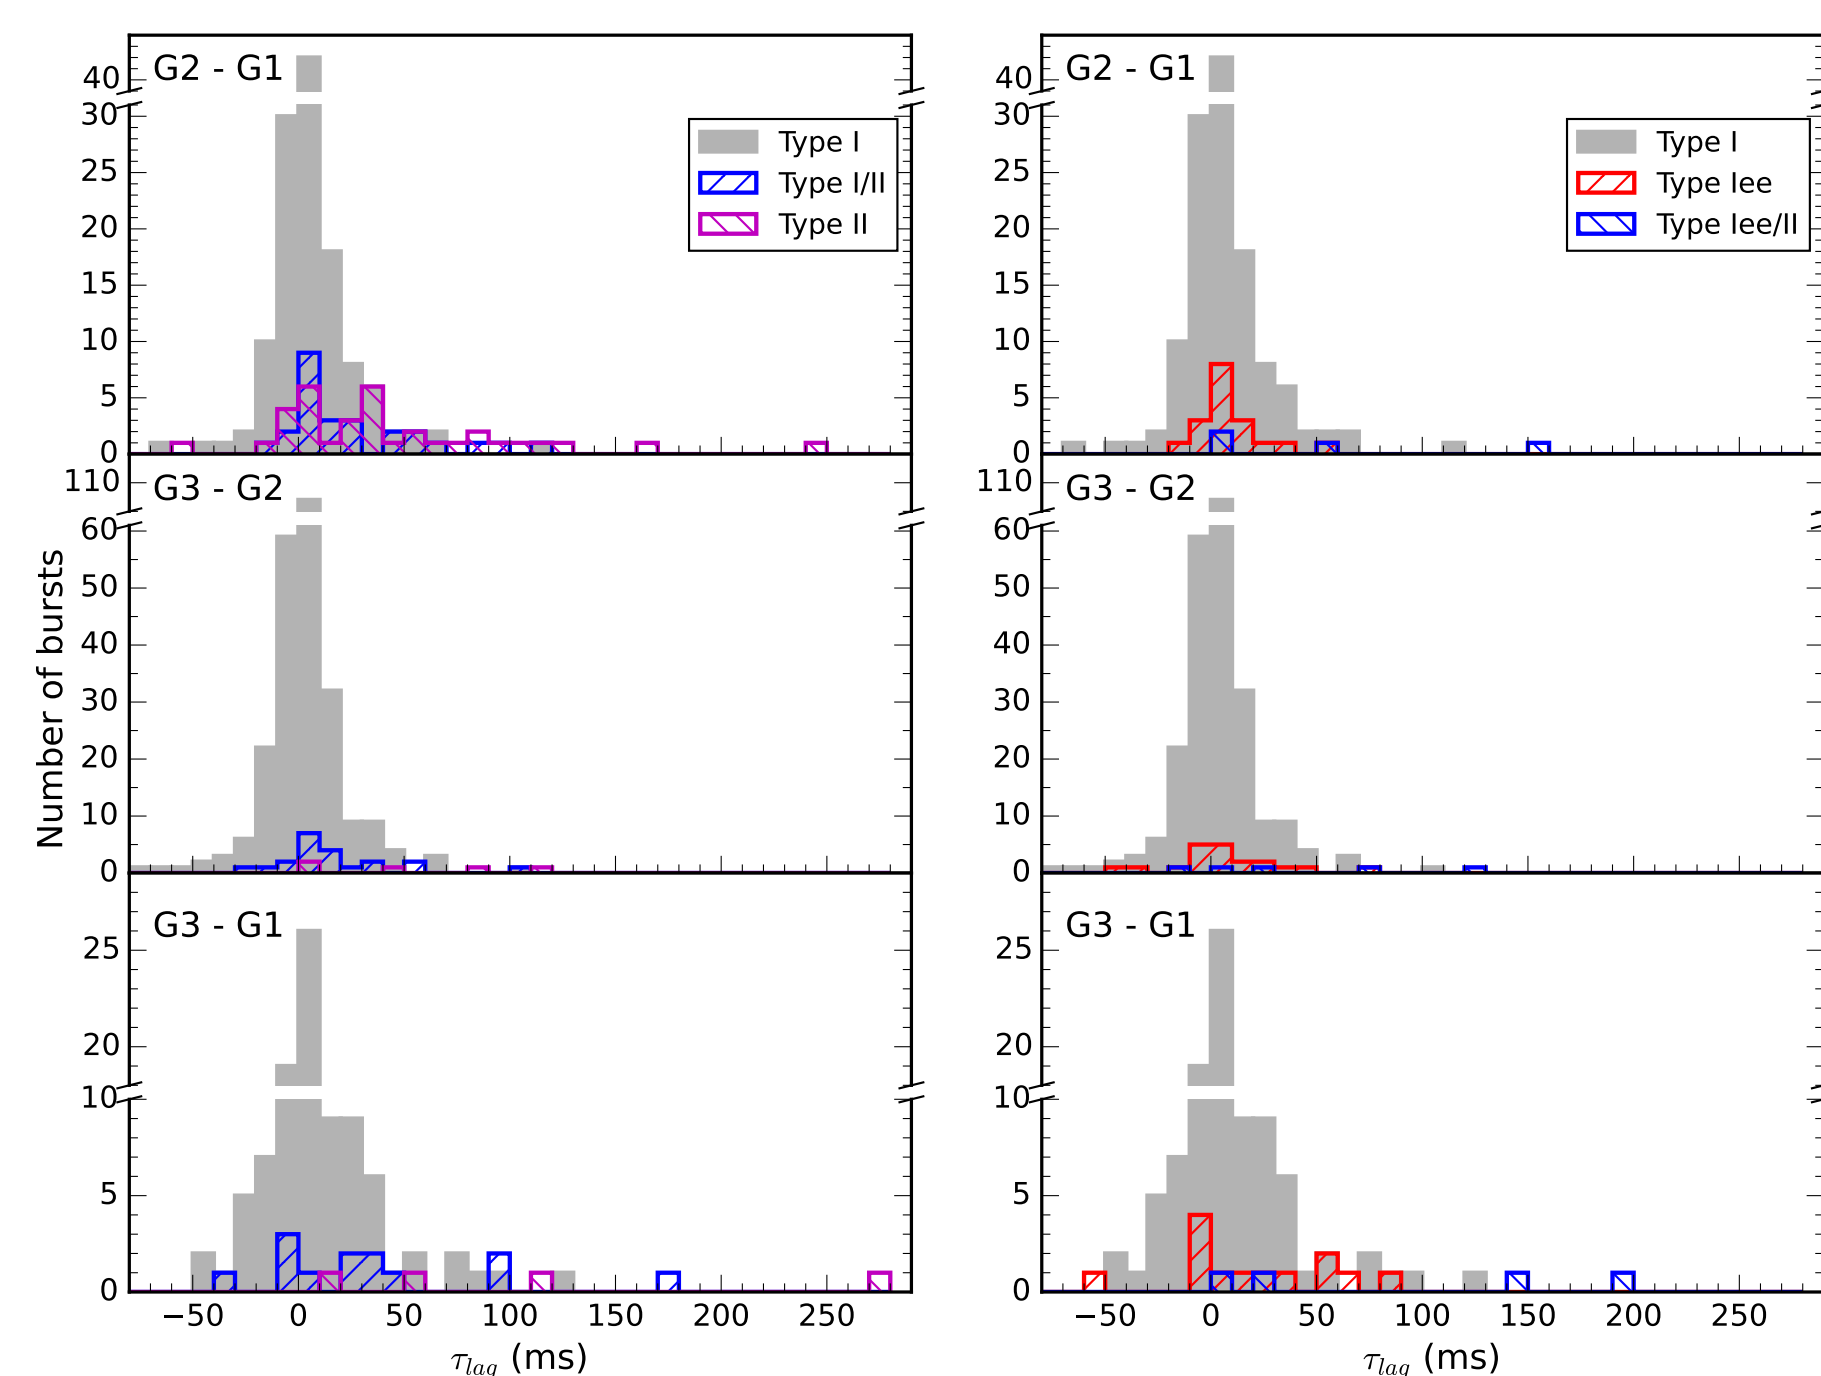 G2 - G1
40
30
25
20
15
10
5
0
Type I
Type I/II
Type II
G3 - G2
110
60
50
40
30
20
10
0
G3 - G1
25
20
10
5
0
−50 0 50 100 150 200 250
τlag (ms)
Number of bursts
G2 - G1
40
30
25
20
15
10
5
0
Type I
Type Iee
Type Iee/II
G3 - G2
110
60
50
40
30
20
10
0
G3 - G1
25
20
10
5
0
−50 0 50 100 150 200 250
τlag (ms)